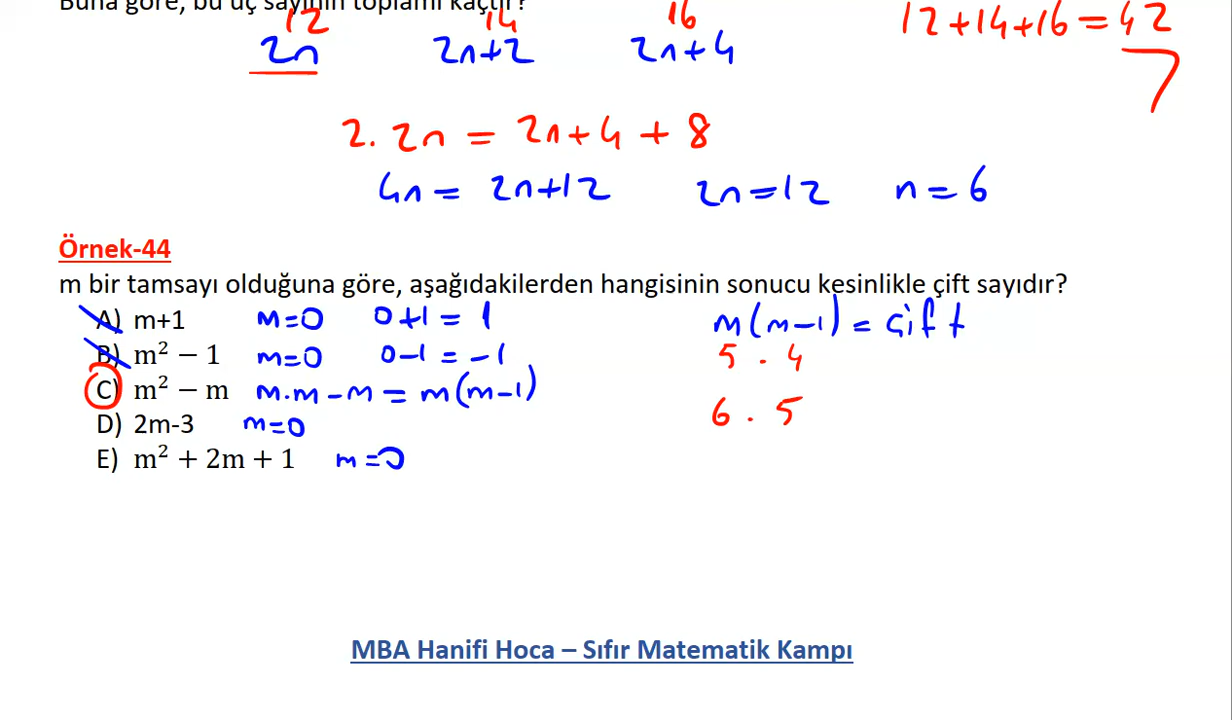 Buna göre, bu üç sayının toplamı kaçtır?
12 14 16 12+14+16=42
2n 2n+2 2n+4
2. 2n = 2n+4 + 8
4n = 2n+12 2n=12 n=6
Örnek-44
m bir tamsayı olduğuna göre, aşağıdakilerden hangisinin sonucu kesinlikle çift sayıdır?
A) m+1 m=0 0+1 = 1 m(m-1) = çift
B) m² − 1 m=0 0-1 = -1 5 . 4
C) m² − m m.m - m = m(m-1) 6 . 5
D) 2m-3 m=0
E) m² + 2m + 1 m=0
MBA Hanifi Hoca – Sıfır Matematik Kampı